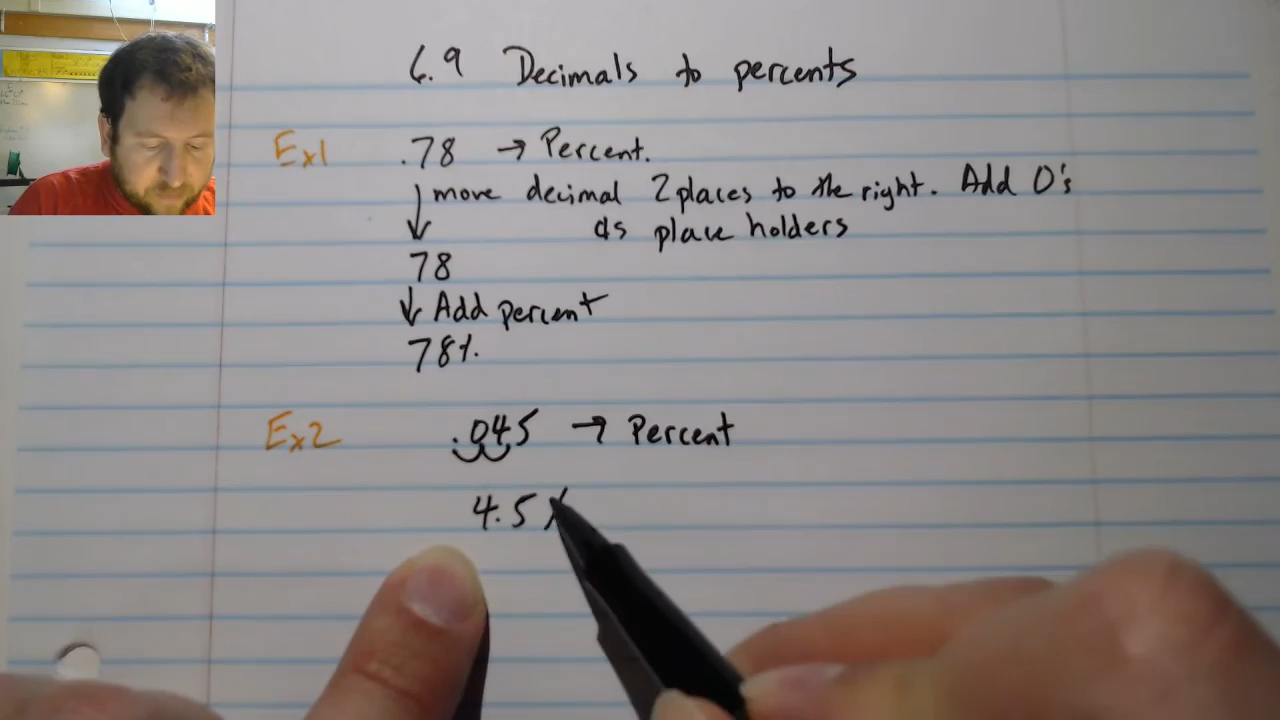 6.9 Decimals to percents
Ex1 .78 → Percent.
move decimal 2 places to the right. Add 0's
as place holders
78
Add percent
78%
Ex2 .045 → Percent
4.5%